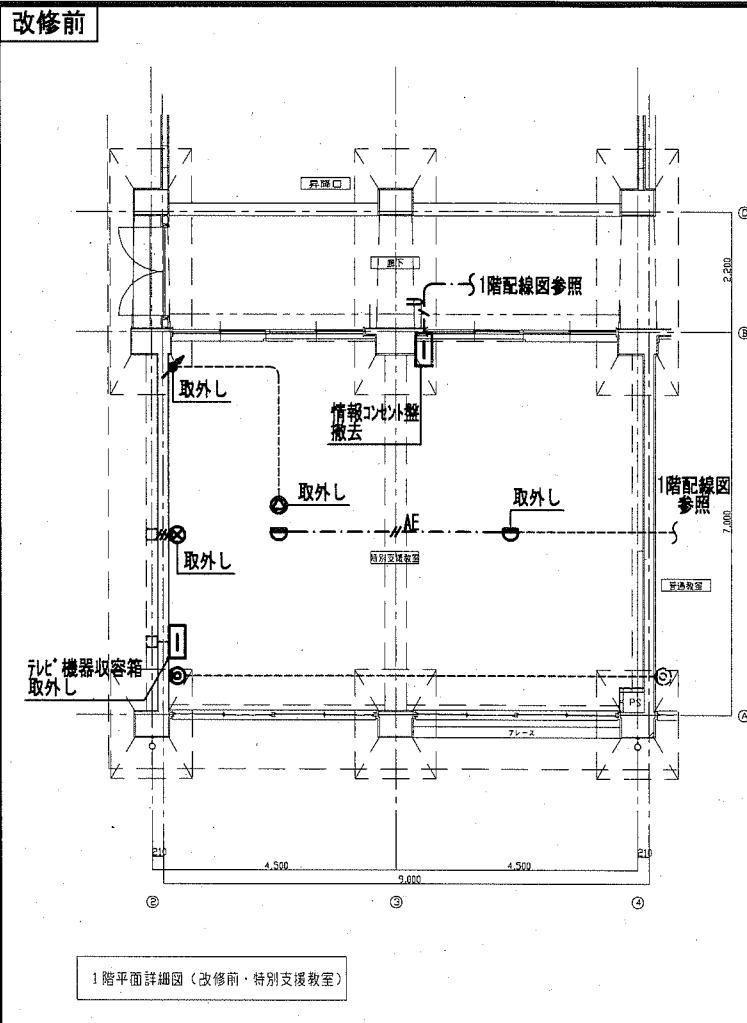 改修前
昇降口
廊下
1階配線図参照
2,200
取外し
情報コンセント盤
撤去
取外し
取外し
1階配線図
参照
AE
7,000
取外し
特別支援教室
普通教室
テレビ機器収容箱
取外し
PS
ブレース
210
4,500
4,500
210
9,000
②
③
④
Ⓑ
Ⓐ
1階平面詳細図（改修前・特別支援教室）